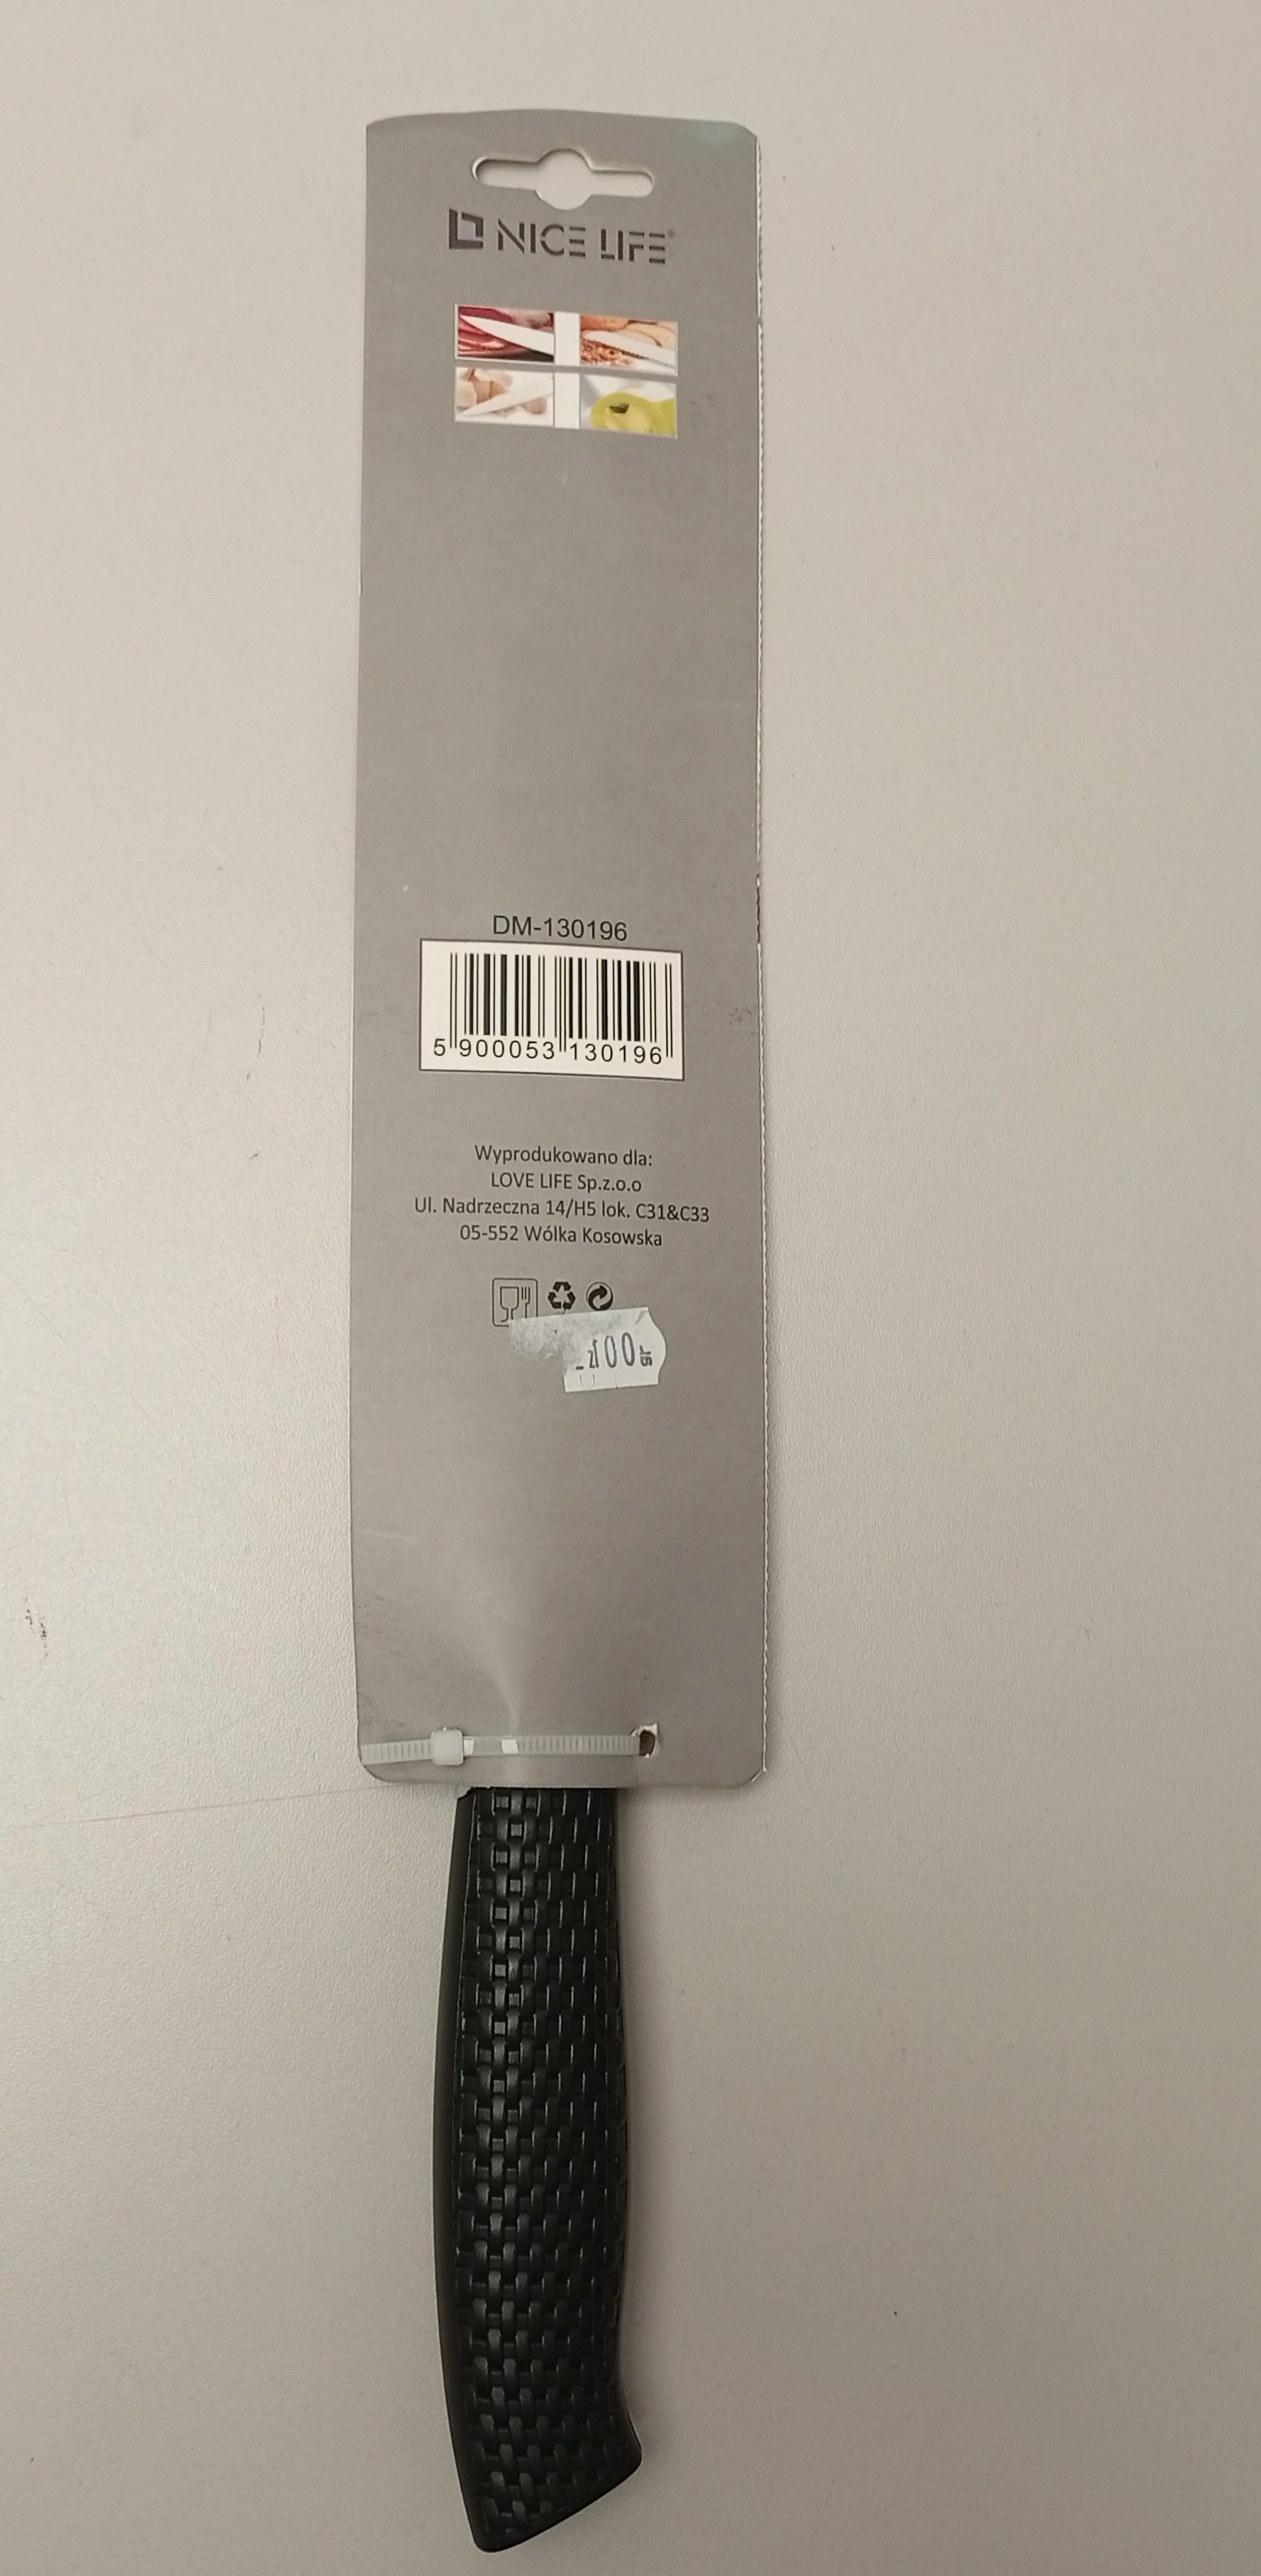 NICE LIFE®
DM-130196
5 900053 130196
Wyprodukowano dla:
LOVE LIFE Sp.z.o.o
Ul. Nadrzeczna 14/H5 lok. C31&C33
05-552 Wólka Kosowska
zł00gr